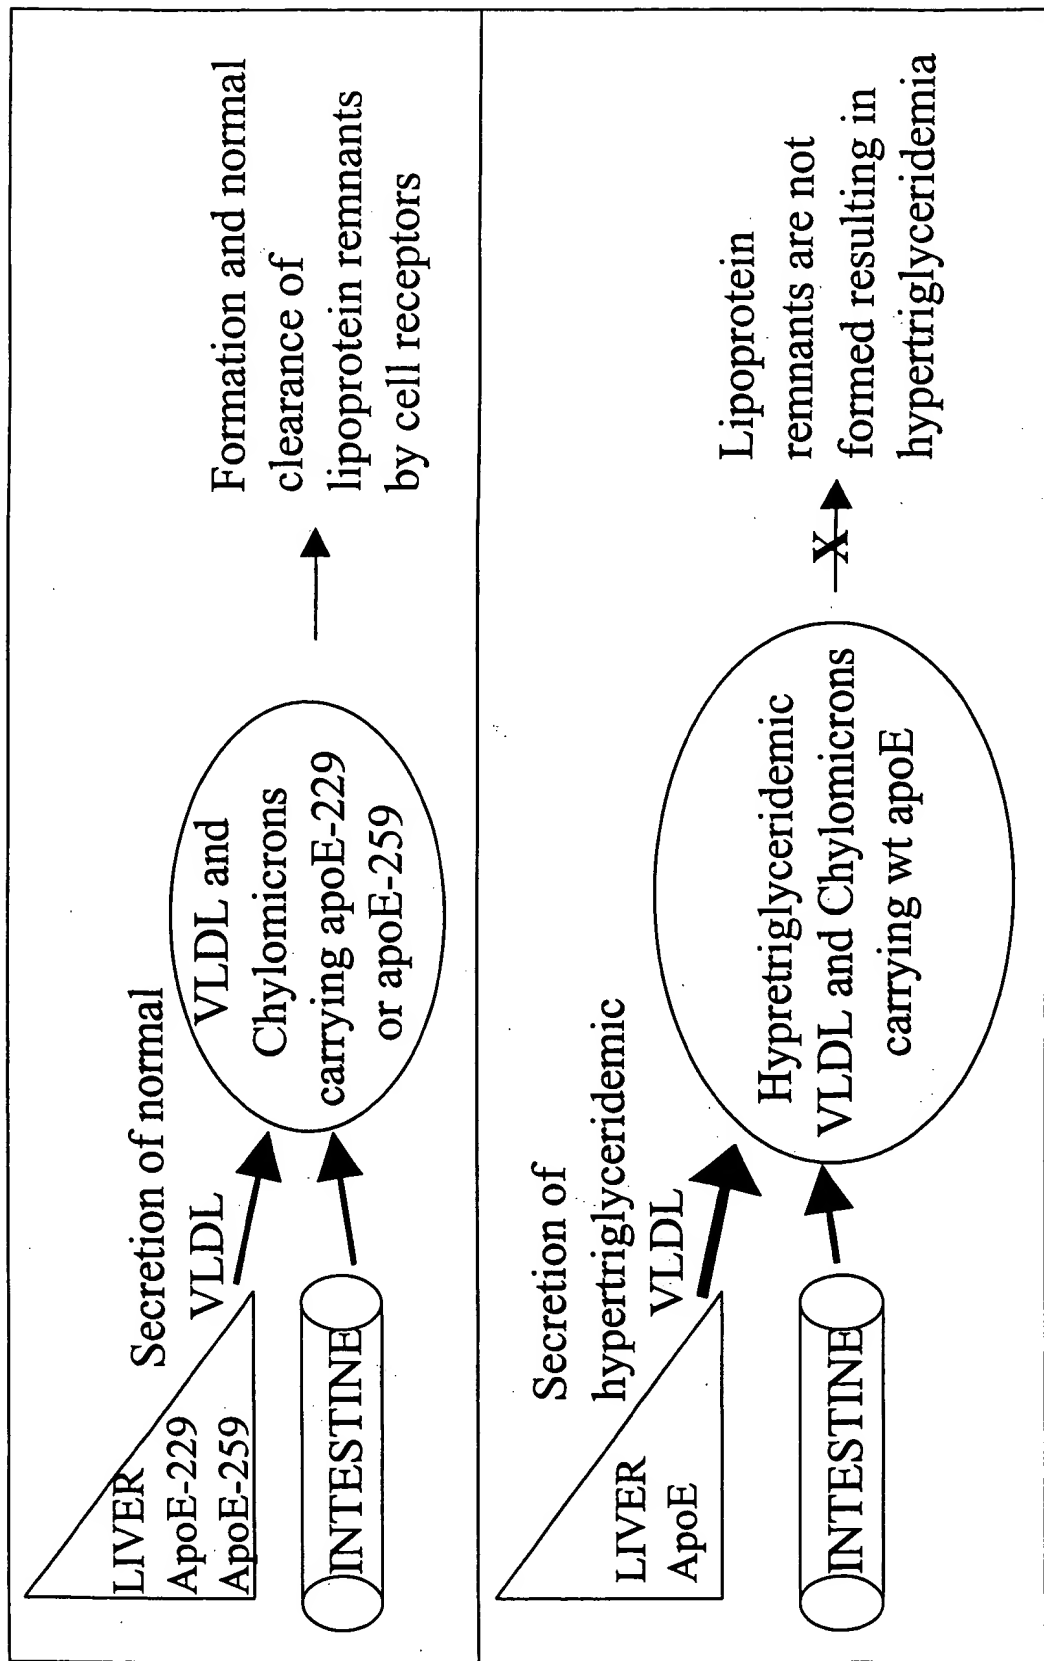 LIVER
ApoE-229
ApoE-259
INTESTINE
Secretion of normal
VLDL
VLDL and
Chylomicrons
carrying apoE-229
or apoE-259
Formation and normal
clearance of
lipoprotein remnants
by cell receptors
LIVER
ApoE
INTESTINE
Secretion of
hypertriglyceridemic
VLDL
Hypretriglyceridemic
VLDL and Chylomicrons
carrying wt apoE
X
Lipoprotein
remnants are not
formed resulting in
hypertriglyceridemia